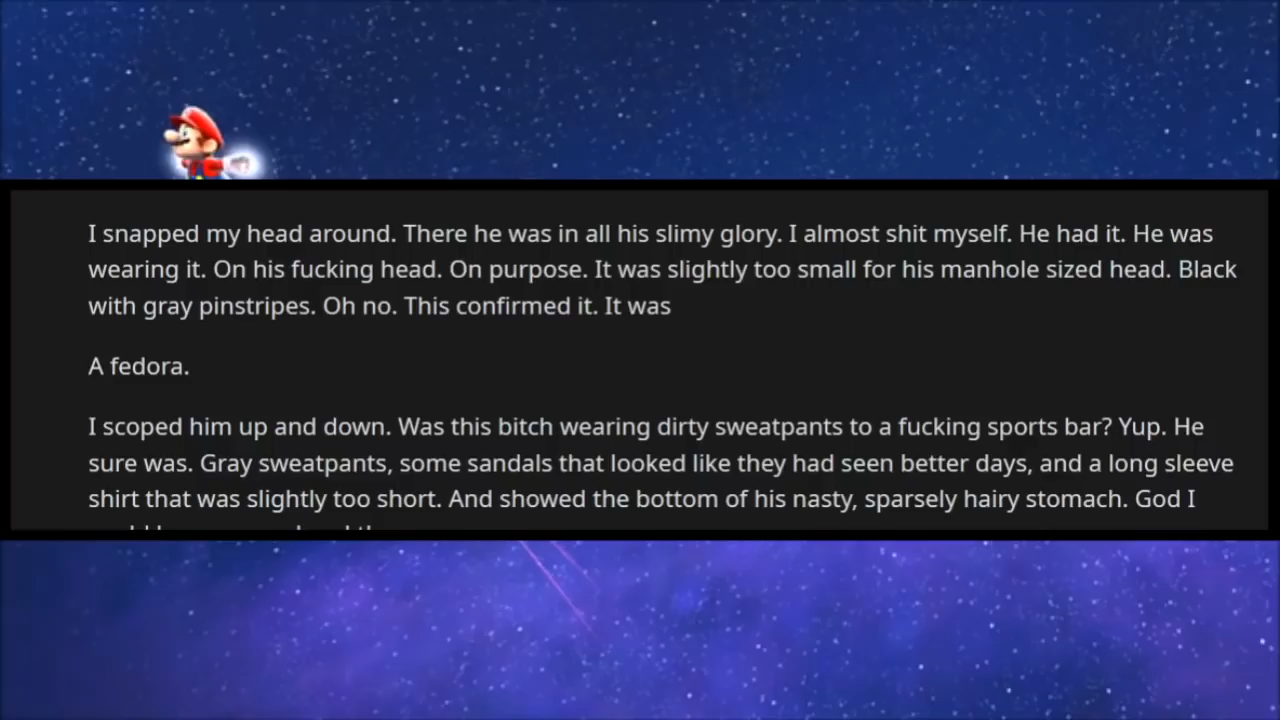 I snapped my head around. There he was in all his slimy glory. I almost shit myself. He had it. He was
wearing it. On his fucking head. On purpose. It was slightly too small for his manhole sized head. Black
with gray pinstripes. Oh no. This confirmed it. It was
A fedora.
I scoped him up and down. Was this bitch wearing dirty sweatpants to a fucking sports bar? Yup. He
sure was. Gray sweatpants, some sandals that looked like they had seen better days, and a long sleeve
shirt that was slightly too short. And showed the bottom of his nasty, sparsely hairy stomach. God I